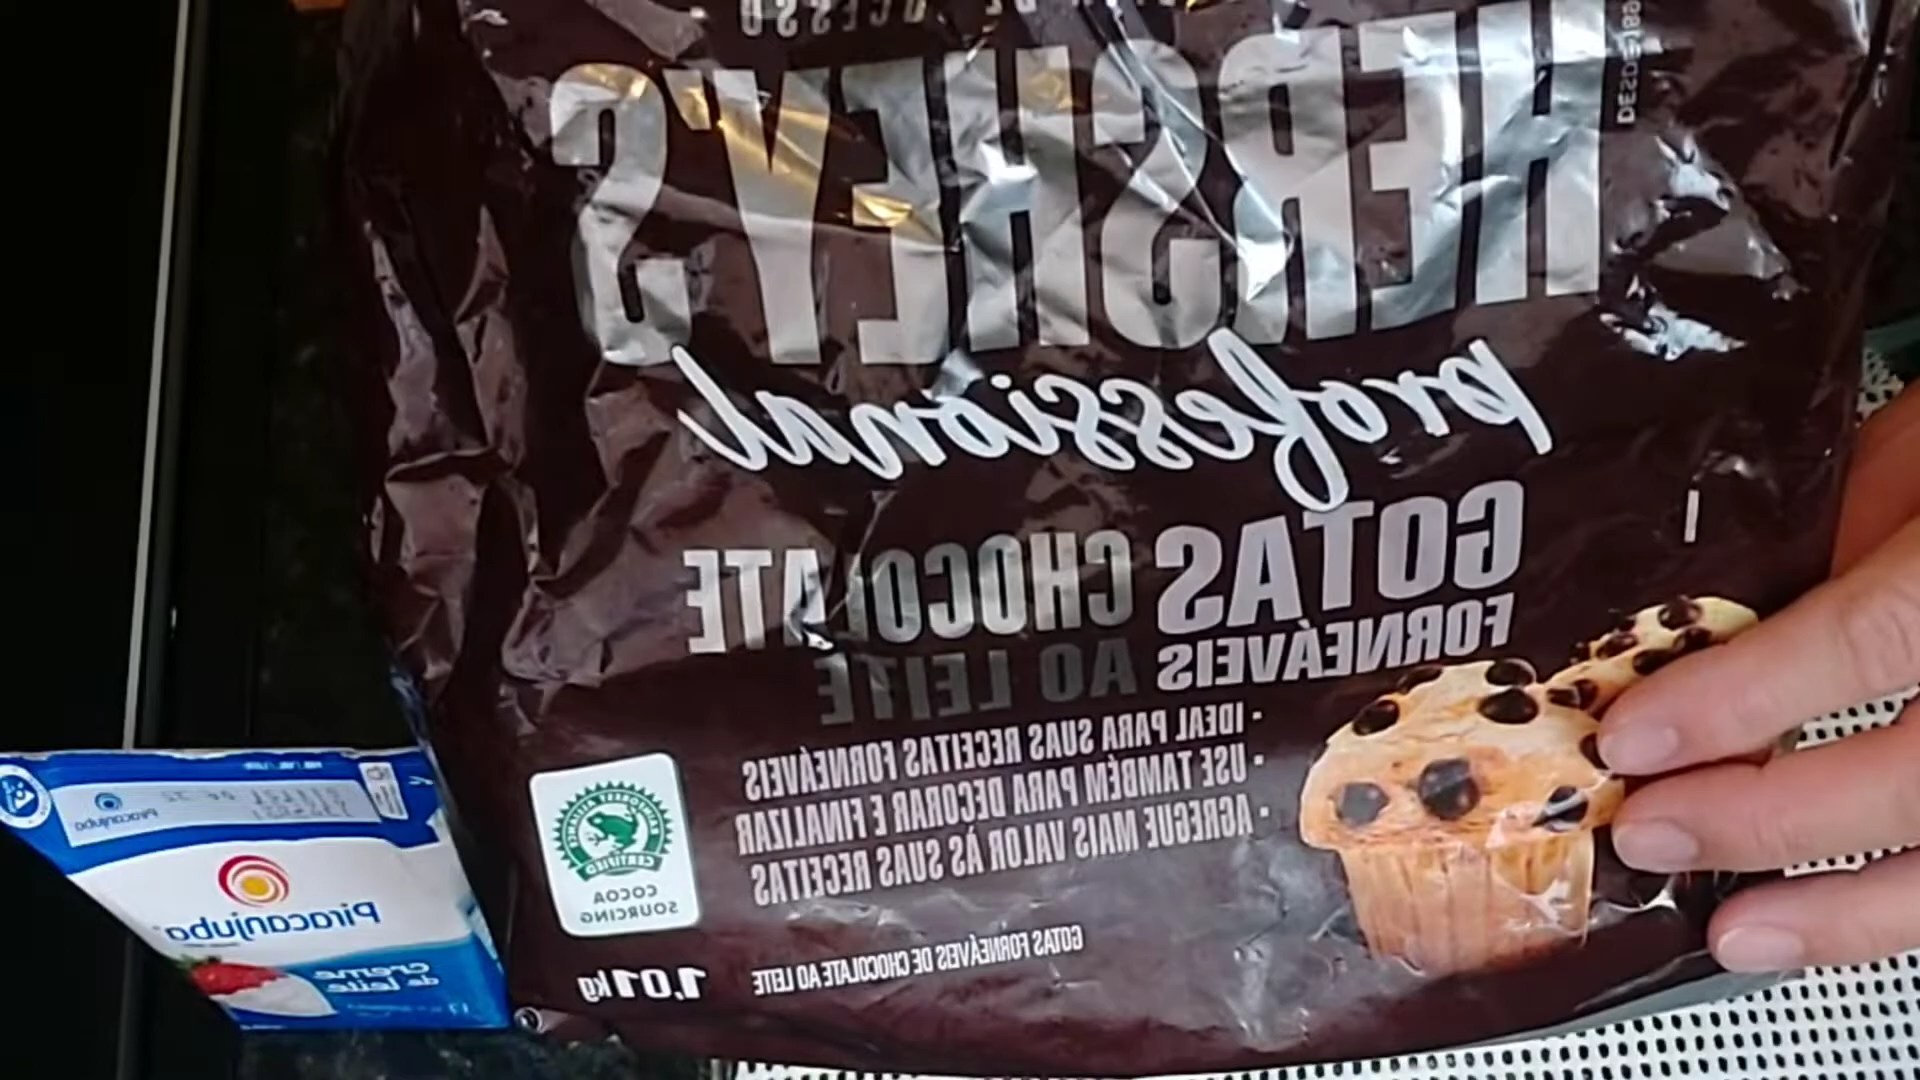 HERSHEY'S
professional
GOTAS CHOCOLATE
FORNEÁVEIS AO LEITE
• IDEAL PARA SUAS RECEITAS FORNEÁVEIS
• USE TAMBÉM PARA DECORAR E FINALIZAR
• AGREGUE MAIS VALOR ÀS SUAS RECEITAS
RAINFOREST ALLIANCE
CERTIFIED
COCOA
SOURCING
GOTAS FORNEÁVEIS DE CHOCOLATE AO LEITE
1,01kg
Piracanjuba
Piracanjuba
creme
de leite